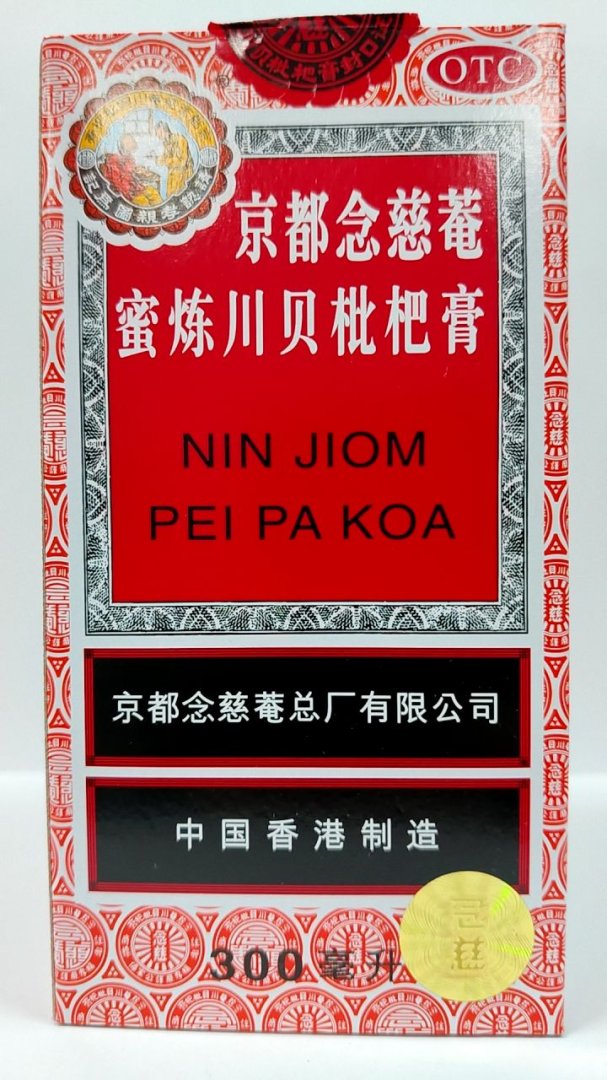 OTC
京都念慈菴
蜜炼川贝枇杷膏
NIN JIOM
PEI PA KOA
京都念慈菴总厂有限公司
中国香港制造
300毫升
念慈